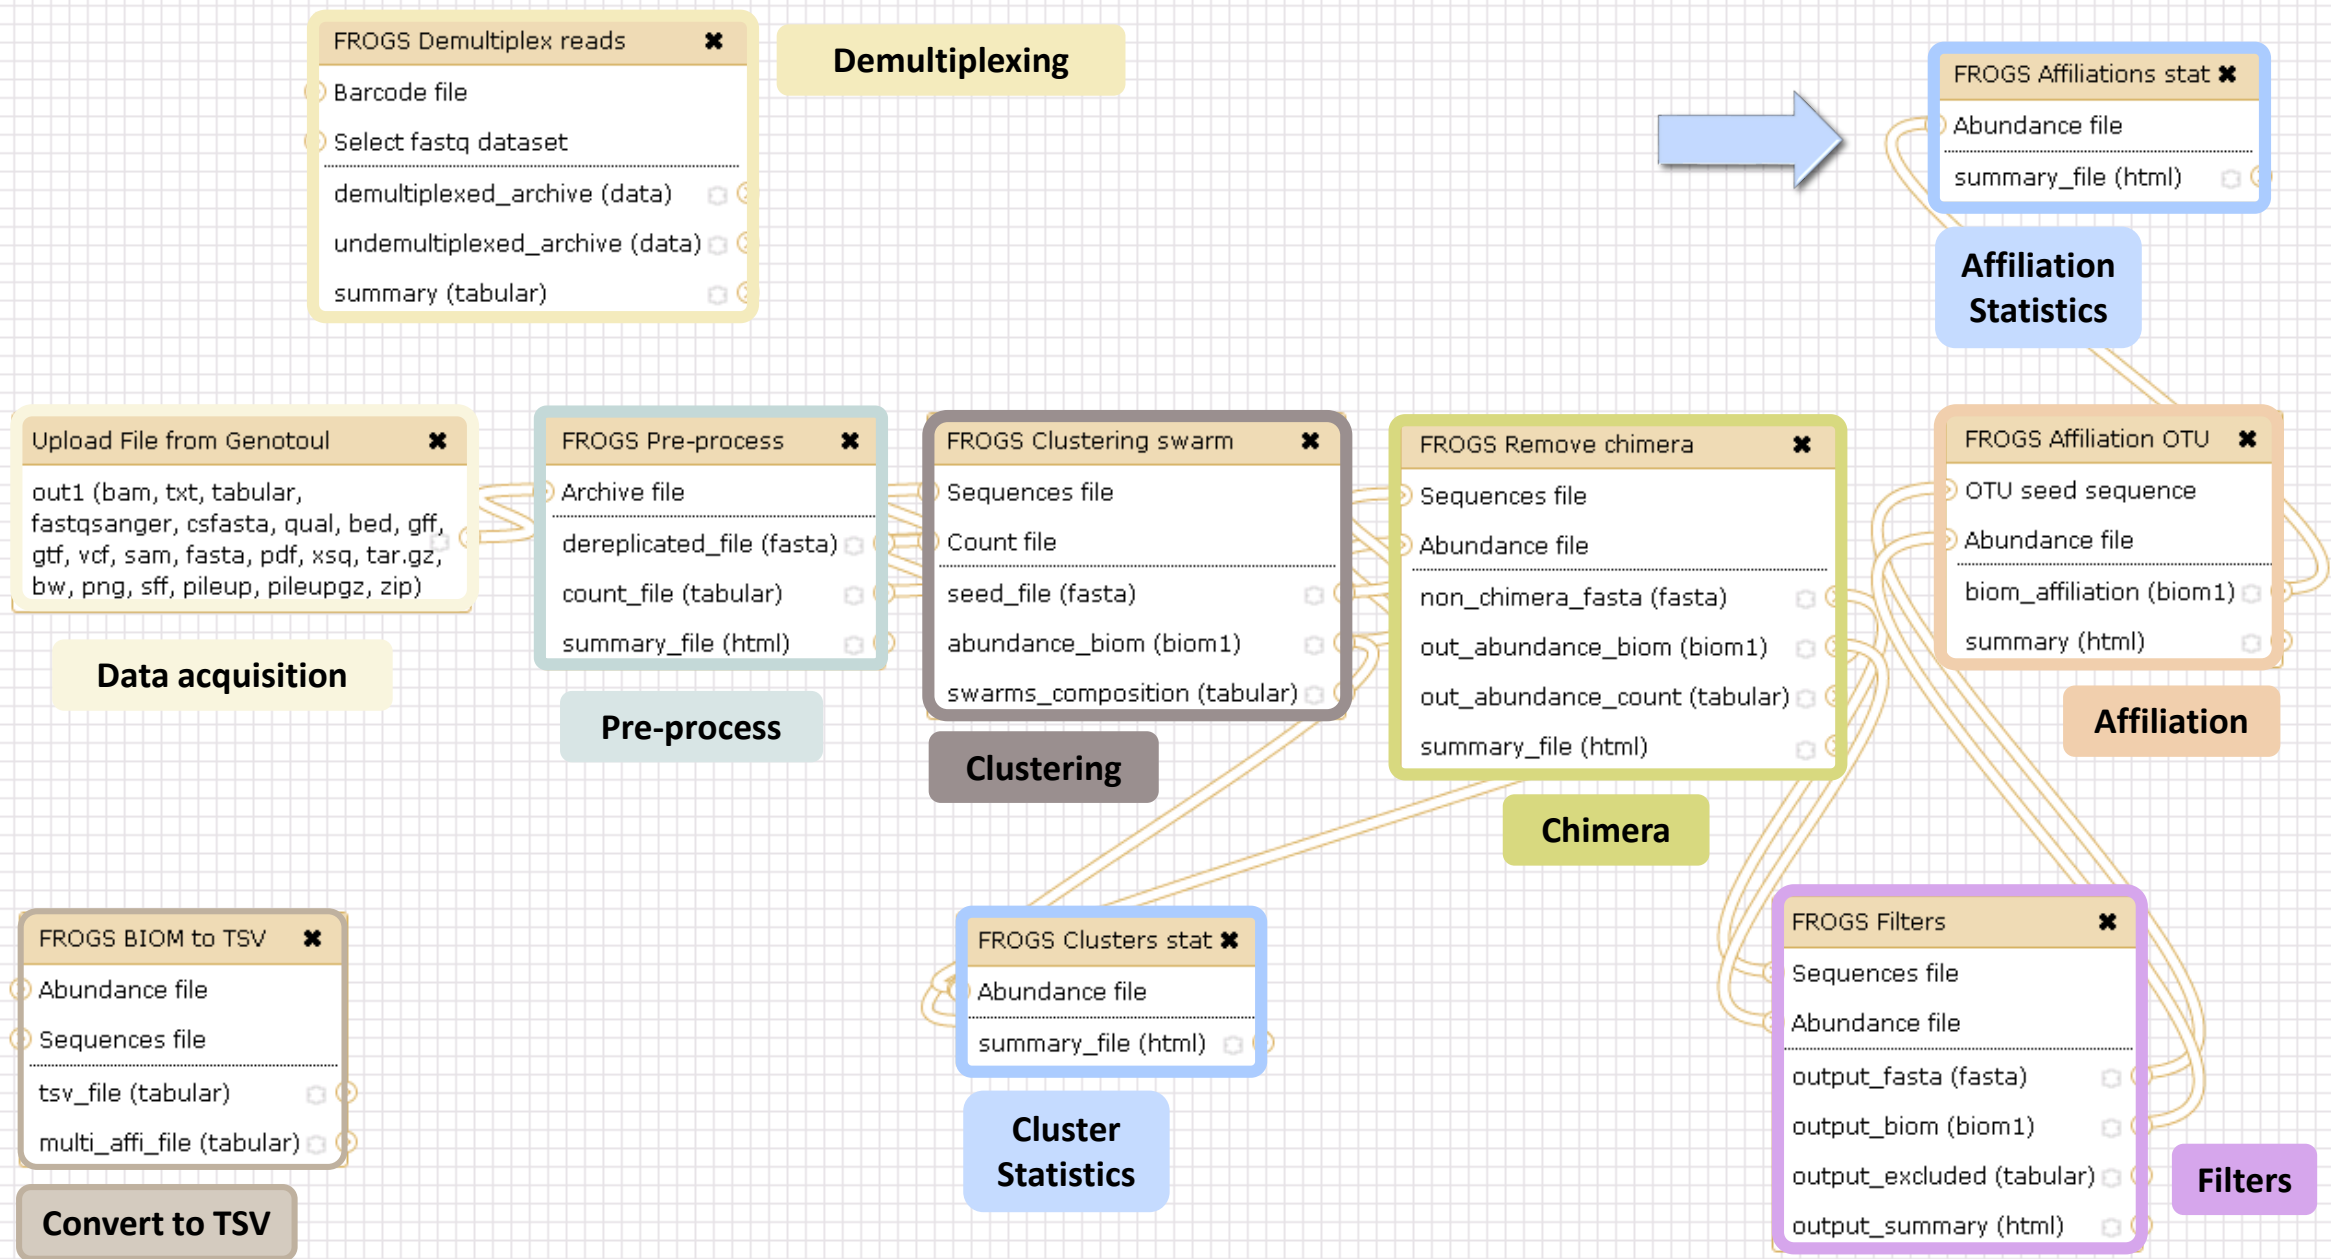 FROGS Demultiplex reads
Barcode file
Select fastq dataset
demultiplexed_archive (data)
undemultiplexed_archive (data)
summary (tabular)
Demultiplexing
FROGS Affiliations stat
Abundance file
summary_file (html)
Affiliation
Statistics
Upload File from Genotoul
out1 (bam, txt, tabular,
fastqsanger, csfasta, qual, bed, gff,
gtf, vcf, sam, fasta, pdf, xsq, tar.gz,
bw, png, sff, pileup, pileupgz, zip)
Data acquisition
FROGS Pre-process
Archive file
dereplicated_file (fasta)
count_file (tabular)
summary_file (html)
Pre-process
FROGS Clustering swarm
Sequences file
Count file
seed_file (fasta)
abundance_biom (biom1)
swarms_composition (tabular)
Clustering
FROGS Remove chimera
Sequences file
Abundance file
non_chimera_fasta (fasta)
out_abundance_biom (biom1)
out_abundance_count (tabular)
summary_file (html)
Chimera
FROGS Affiliation OTU
OTU seed sequence
Abundance file
biom_affiliation (biom1)
summary (html)
Affiliation
FROGS BIOM to TSV
Abundance file
Sequences file
tsv_file (tabular)
multi_affi_file (tabular)
Convert to TSV
FROGS Clusters stat
Abundance file
summary_file (html)
Cluster
Statistics
FROGS Filters
Sequences file
Abundance file
output_fasta (fasta)
output_biom (biom1)
output_excluded (tabular)
output_summary (html)
Filters